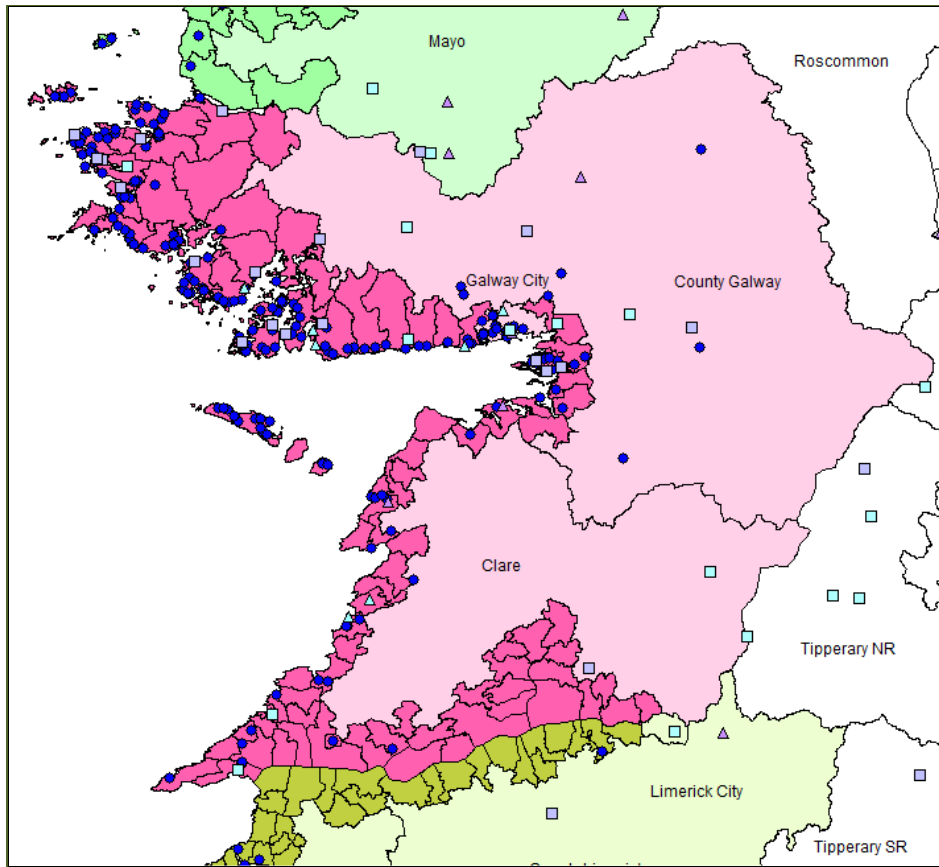 Mayo
Roscommon
Galway City
County Galway
Clare
Tipperary NR
Limerick City
Tipperary SR